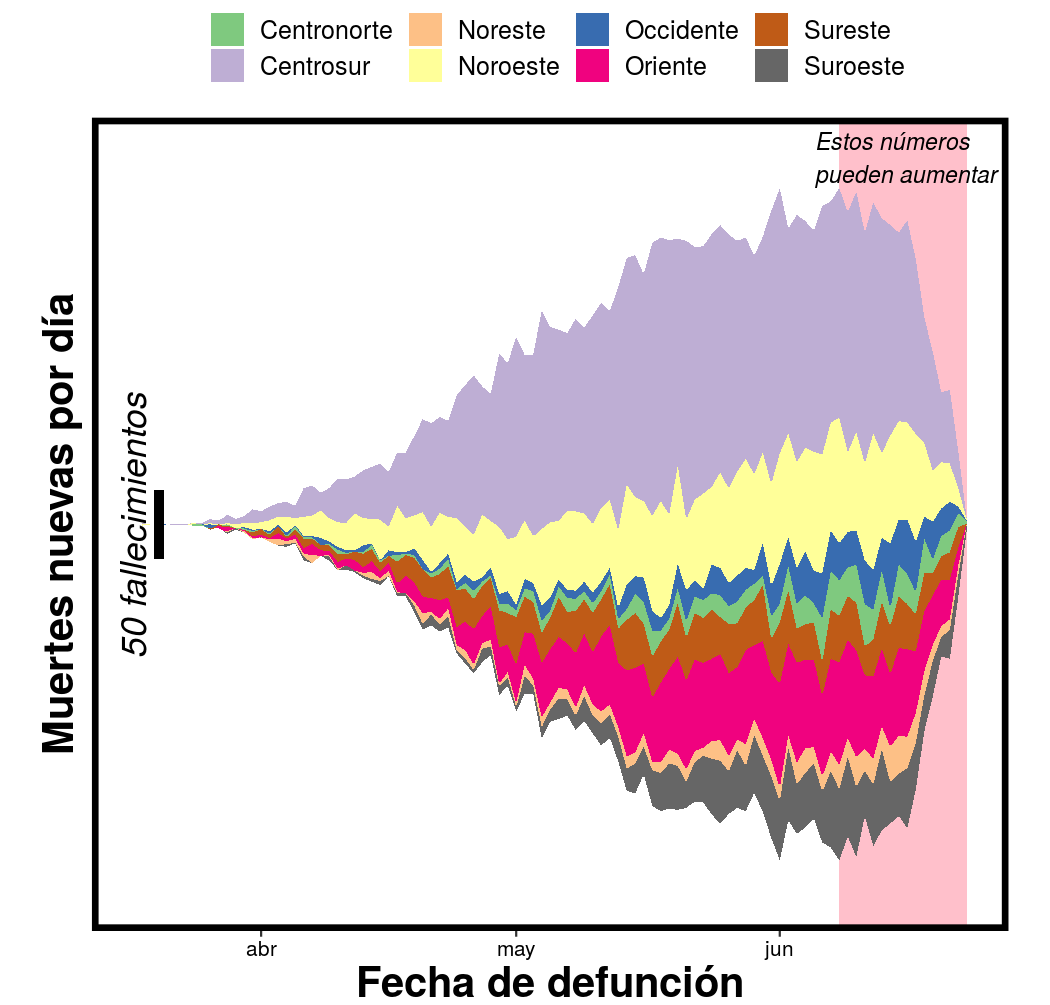 Centronorte Noreste Occidente Sureste
Centrosur Noroeste Oriente Suroeste
Estos números
pueden aumentar
Muertes nuevas por día
50 fallecimientos
abr may jun
Fecha de defunción